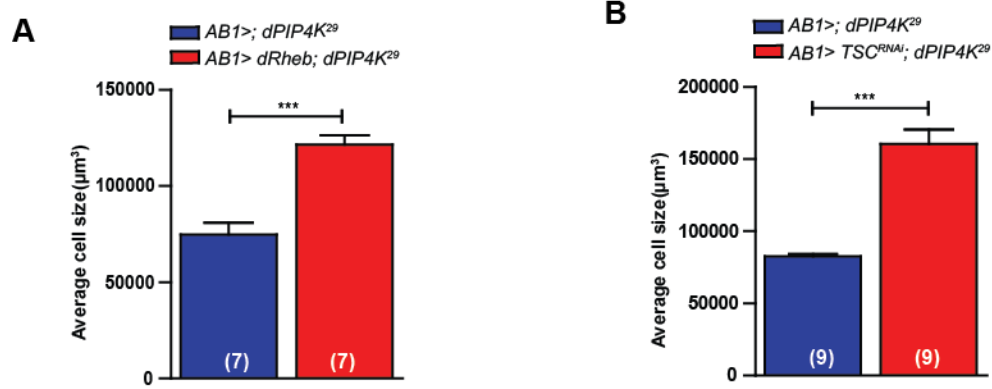 A
AB1>; dPIP4K²⁹
AB1> dRheb; dPIP4K²⁹
150000
100000
50000
0
Average cell size(µm³)
***
(7)
(7)
B
AB1>; dPIP4K²⁹
AB1> TSCᴿᴺᴬⁱ; dPIP4K²⁹
200000
150000
100000
50000
0
Average cell size(µm³)
***
(9)
(9)